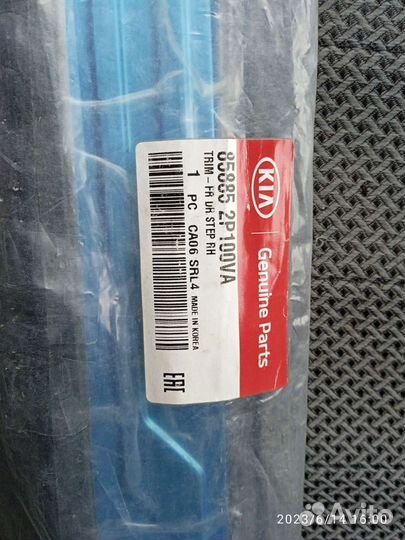 KIA
Genuine Parts
85885 2P100VA
TRIM - FR DR STEP RH
1 PC CA06 SRL4 MADE IN KOREA
EAC
2023/6/14 16:00
Avito